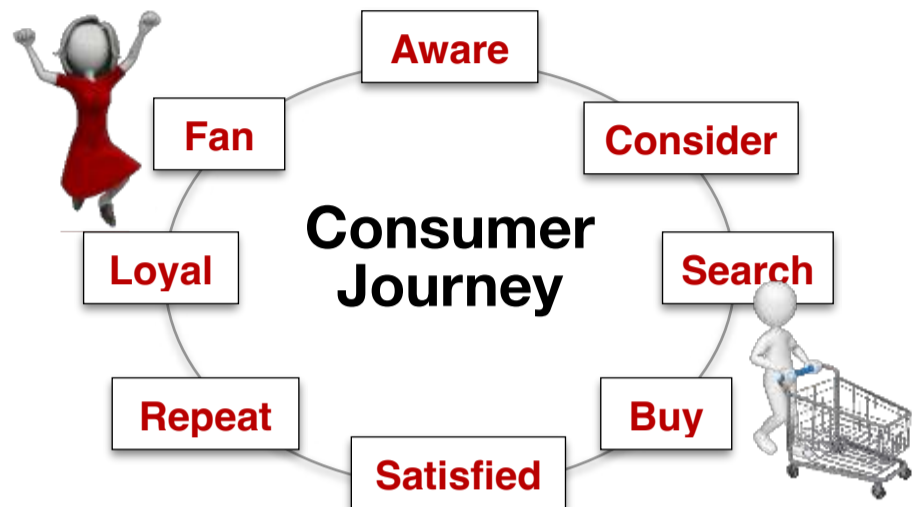 Aware
Fan
Consider
Consumer
Journey
Loyal
Search
Repeat
Buy
Satisfied